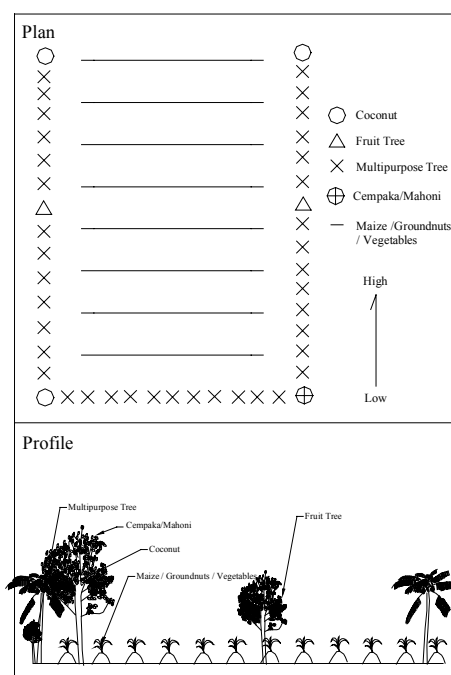 Plan
Coconut
Fruit Tree
Multipurpose Tree
Cempaka/Mahoni
Maize /Groundnuts
/ Vegetables
High
Low
Profile
Multipurpose Tree
Cempaka/Mahoni
Coconut
Maize / Groundnuts / Vegetables
Fruit Tree